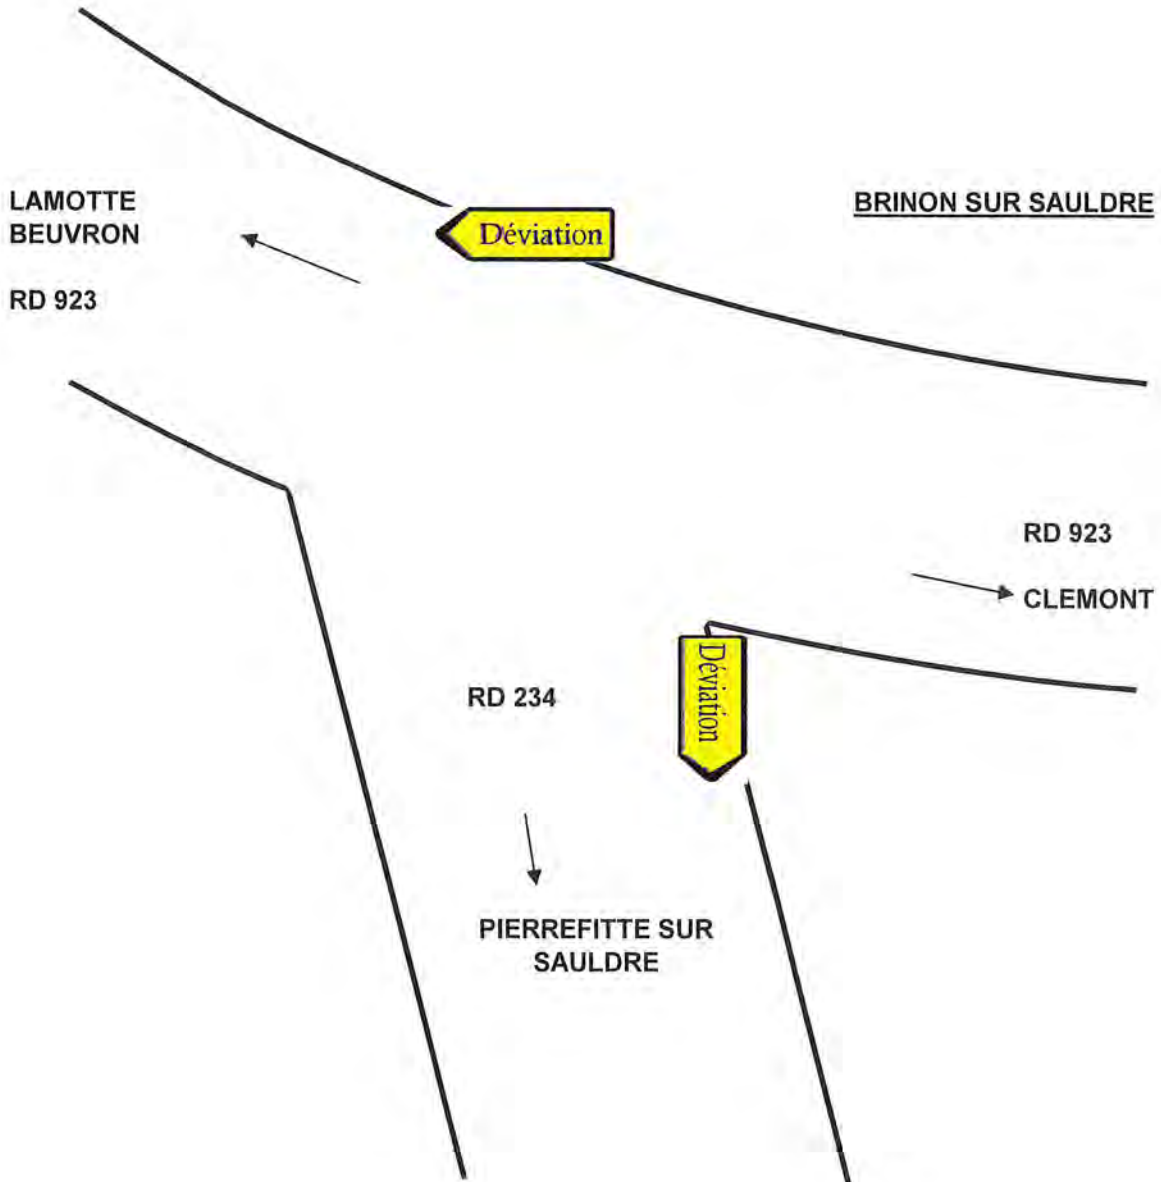 LAMOTTE
BEUVRON
BRINON SUR SAULDRE
Déviation
RD 923
RD 923
CLEMONT
Déviation
RD 234
PIERREFITTE SUR
SAULDRE